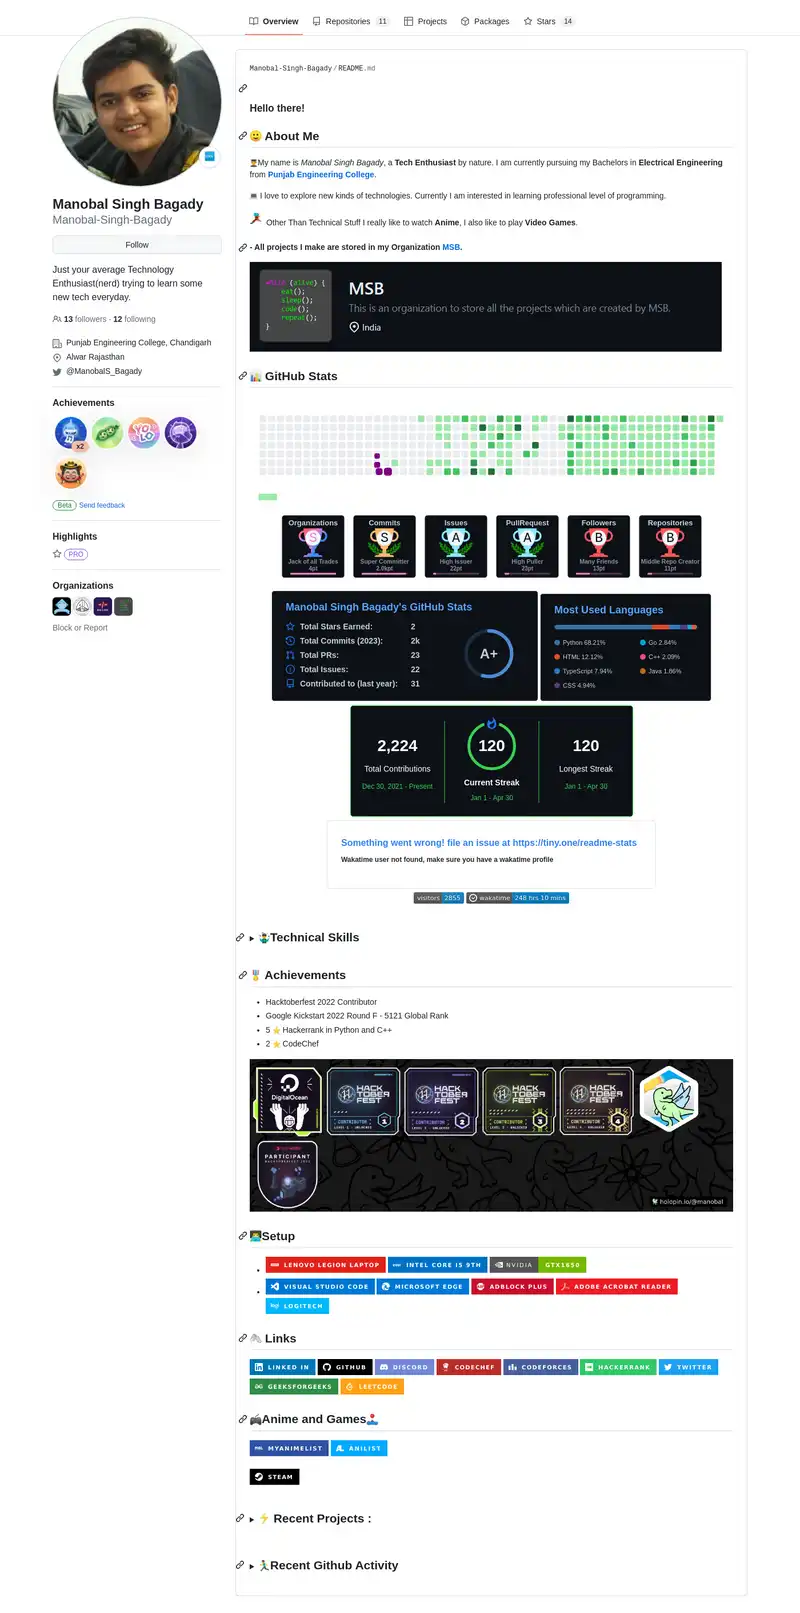 Overview
Repositories 11
Projects
Packages
Stars 14
Manobal Singh Bagady
Manobal-Singh-Bagady
Follow
Just your average Technology
Enthusiast(nerd) trying to learn some
new tech everyday.
13 followers · 12 following
Punjab Engineering College, Chandigarh
Alwar Rajasthan
@ManobalS_Bagady
Achievements
YOLO
x2
Beta Send feedback
Highlights
PRO
Organizations
Block or Report
Manobal-Singh-Bagady/README.md
Hello there!
About Me
My name is Manobal Singh Bagady, a Tech Enthusiast by nature. I am currently pursuing my Bachelors in Electrical Engineering
from Punjab Engineering College.
I love to explore new kinds of technologies. Currently I am interested in learning professional level of programming.
Other Than Technical Stuff I really like to watch Anime, I also like to play Video Games.
- All projects I make are stored in my Organization MSB.
while (alive) {
eat();
sleep();
code();
repeat();
}
MSB
This is an organization to store all the projects which are created by MSB.
India
GitHub Stats
Organizations
S
Jack of all Trades
4pt
Commits
S
Super Committer
2.0kpt
Issues
A
High Issuer
22pt
PullRequest
A
High Puller
23pt
Followers
B
Many Friends
13pt
Repositories
B
Middle Repo Creator
11pt
Manobal Singh Bagady's GitHub Stats
Total Stars Earned: 2
Total Commits (2023): 2k
Total PRs: 23
Total Issues: 22
Contributed to (last year): 31
A+
Most Used Languages
Python 68.21%
HTML 12.12%
TypeScript 7.94%
CSS 4.94%
Go 2.84%
C++ 2.09%
Java 1.86%
2,224
Total Contributions
Dec 30, 2021 - Present
120
Current Streak
Jan 1 - Apr 30
120
Longest Streak
Jan 1 - Apr 30
Something went wrong! file an issue at https://tiny.one/readme-stats
Wakatime user not found, make sure you have a wakatime profile
visitors 2855
wakatime 248 hrs 10 mins
Technical Skills
Achievements
Hacktoberfest 2022 Contributor
Google Kickstart 2022 Round F - 5121 Global Rank
5 ⭐ Hackerrank in Python and C++
2 ⭐ CodeChef
DigitalOcean
HACKTOBERFEST
CONTRIBUTOR
1
HACKTOBERFEST
CONTRIBUTOR
2
HACKTOBERFEST
CONTRIBUTOR
3
HACKTOBERFEST
CONTRIBUTOR
4
PARTICIPANT
holopin.io/@manobal
Setup
LENOVO LEGION LAPTOP
INTEL CORE I5 9TH
NVIDIA GTX1650
VISUAL STUDIO CODE
MICROSOFT EDGE
ADBLOCK PLUS
ADOBE ACROBAT READER
LOGITECH
Links
LINKED IN
GITHUB
DISCORD
CODECHEF
CODEFORCES
HACKERRANK
TWITTER
GEEKSFORGEEKS
LEETCODE
Anime and Games
MYANIMELIST
ANILIST
STEAM
Recent Projects :
Recent Github Activity